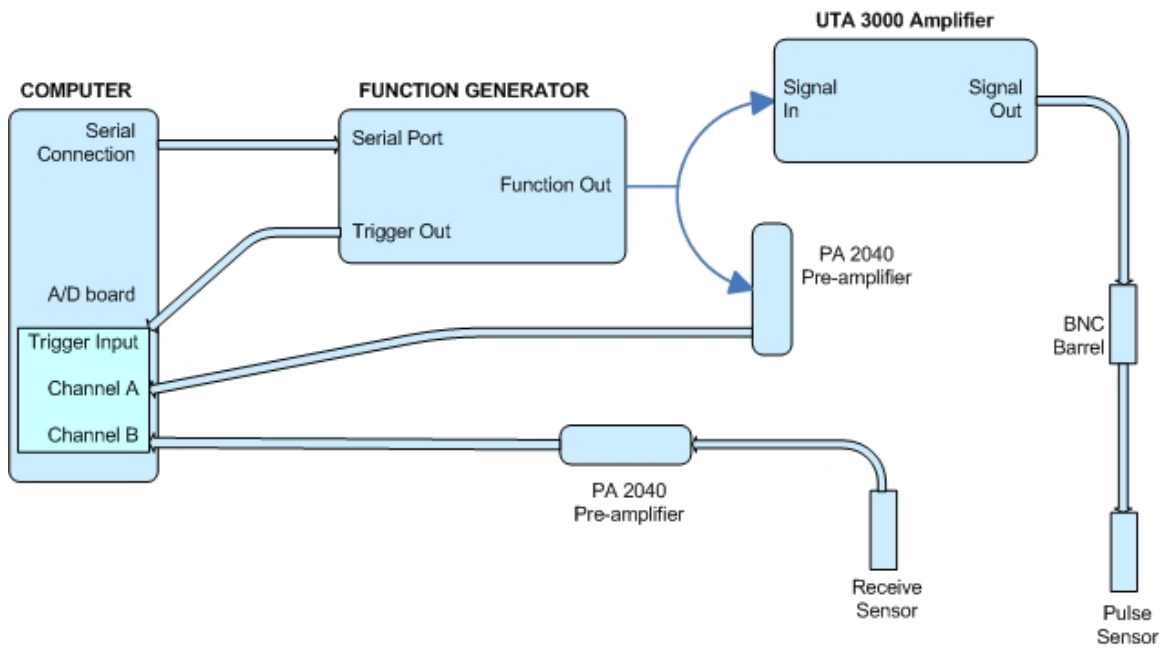 UTA 3000 Amplifier
Signal
In
Signal
Out
COMPUTER
FUNCTION GENERATOR
Serial
Connection
Serial Port
Function Out
Trigger Out
PA 2040
Pre-amplifier
A/D board
Trigger Input
Channel A
Channel B
BNC
Barrel
PA 2040
Pre-amplifier
Receive
Sensor
Pulse
Sensor